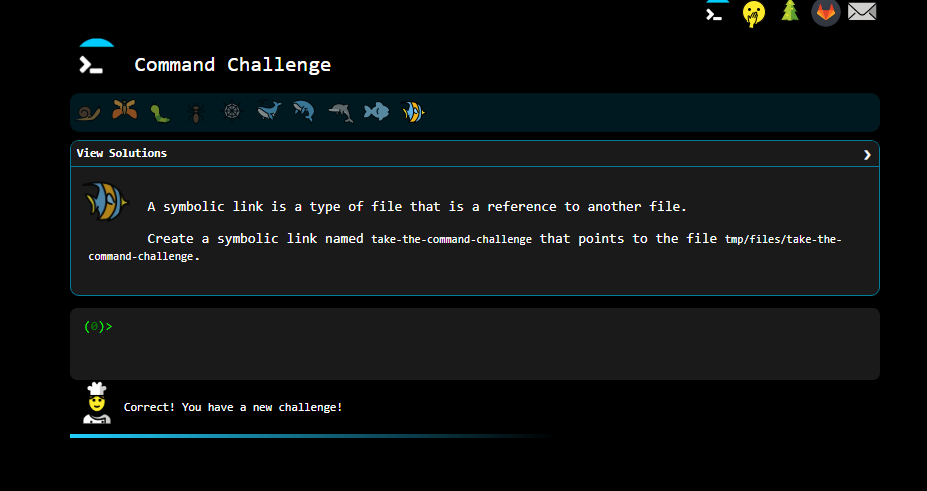 Command Challenge
View Solutions
A symbolic link is a type of file that is a reference to another file.
Create a symbolic link named take-the-command-challenge that points to the file tmp/files/take-the-
command-challenge.
(0)>
Correct! You have a new challenge!